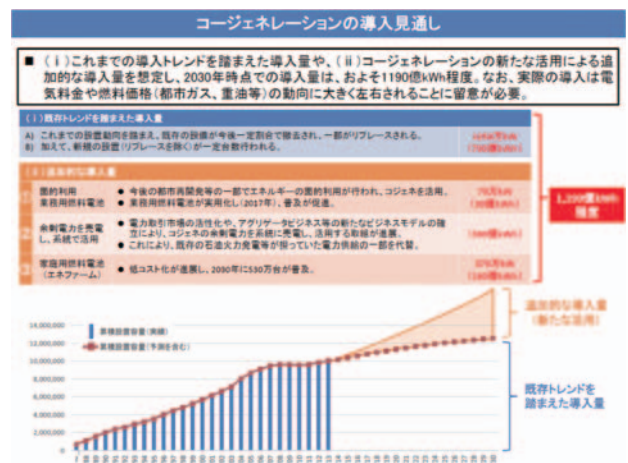 コージェネレーションの導入見通し
■ (ⅰ)これまでの導入トレンドを踏まえた導入量や、(ⅱ)コージェネレーションの新たな活用による追
加的な導入量を想定し、2030年時点での導入量は、およそ1190億kWh程度。なお、実際の導入は電
気料金や燃料価格(都市ガス、重油等)の動向に大きく左右されることに留意が必要。
(ⅰ)既存トレンドを踏まえた導入量
A) これまでの設置動向を踏まえ、既存の設備が今後一定割合で撤去され、一部がリプレースされる。
B) 加えて、新規の設置(リプレースを除く)が一定台数行われる。
(ⅱ)追加的な導入量
① 面的利用
業務用燃料電池
● 今後の都市再開発等の一部でエネルギーの面的利用が行われ、コジェネを活用。
● 業務用燃料電池が実用化し(2017年)、普及が促進。
② 余剰電力を売電
し、系統で活用
● 電力取引市場の活性化や、アグリゲータビジネス等の新たなビジネスモデルの確
立により、コジェネの余剰電力を系統に売電し、活用する取組が進展。
● これにより、既存の石油火力発電等が担っていた電力供給の一部を代替。
③ 家庭用燃料電池
(エネファーム)
● 低コスト化が進展し、2030年に530万台が普及。
1,190億kWh
程度
追加的な導入量
(新たな活用)
14,000,000
12,000,000
10,000,000
8,000,000
6,000,000
4,000,000
2,000,000
0
累積設置容量(実績)
累積設置容量(予測を含む)
既存トレンドを
踏まえた導入量